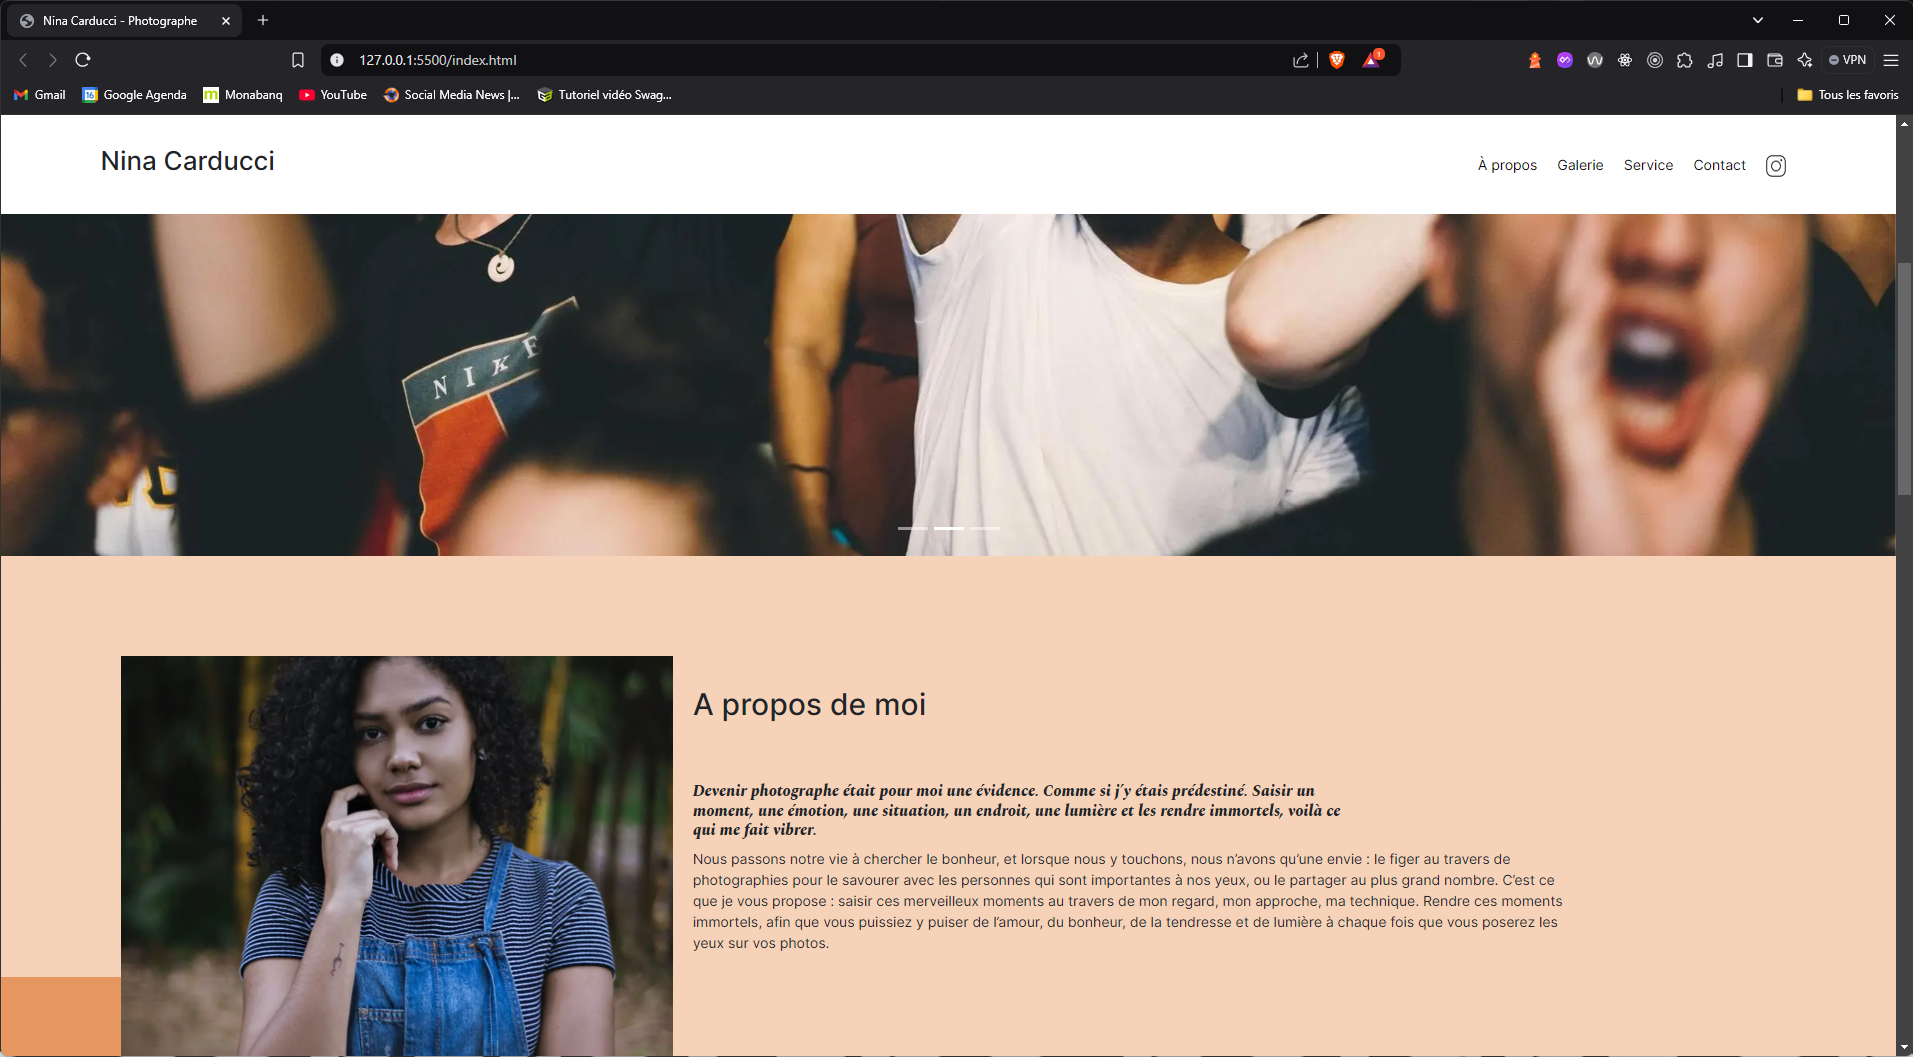 Nina Carducci - Photographe
127.0.0.1:5500/index.html
1
VPN
Gmail
16 Google Agenda
m Monabanq
YouTube
Social Media News |...
Tutoriel vidéo Swag...
Tous les favoris
Nina Carducci
À propos Galerie Service Contact
NIKE
A propos de moi
Devenir photographe était pour moi une évidence. Comme si j'y étais prédestiné. Saisir un
moment, une émotion, une situation, un endroit, une lumière et les rendre immortels, voilà ce
qui me fait vibrer.
Nous passons notre vie à chercher le bonheur, et lorsque nous y touchons, nous n’avons qu’une envie : le figer au travers de
photographies pour le savourer avec les personnes qui sont importantes à nos yeux, ou le partager au plus grand nombre. C’est ce
que je vous propose : saisir ces merveilleux moments au travers de mon regard, mon approche, ma technique. Rendre ces moments
immortels, afin que vous puissiez y puiser de l’amour, du bonheur, de la tendresse et de lumière à chaque fois que vous poserez les
yeux sur vos photos.